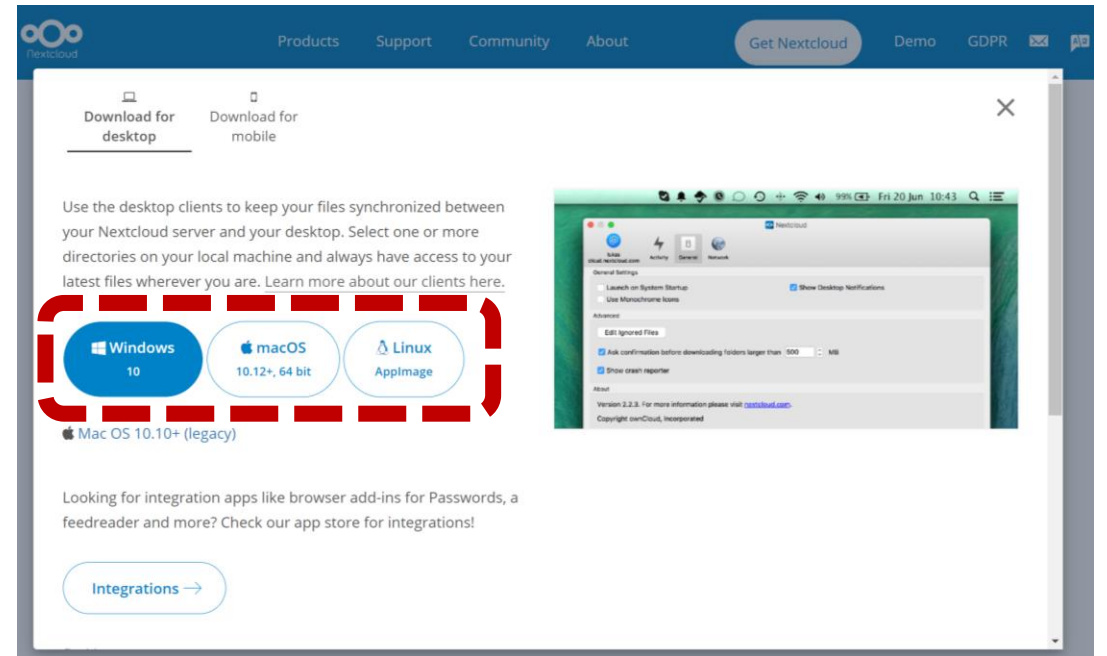 Nextcloud
Products Support Community About Get Nextcloud Demo GDPR
Download for
desktop
Download for
mobile
Use the desktop clients to keep your files synchronized between
your Nextcloud server and your desktop. Select one or more
directories on your local machine and always have access to your
latest files wherever you are. Learn more about our clients here.
Windows
10
macOS
10.12+, 64 bit
Linux
AppImage
Mac OS 10.10+ (legacy)
Looking for integration apps like browser add-ins for Passwords, a
feedreader and more? Check our app store for integrations!
Integrations →
99% Fri 20 Jun 10:43
Nextcloud
cloud.nextcloud.com
Activity General Network
General Settings
Launch on System Startup
Show Desktop Notifications
Use Monochrome Icons
Advanced
Edit Ignored Files
Ask confirmation before downloading folders larger than 500 MB
Show crash reporter
About
Version 2.2.3. For more information please visit nextcloud.com.
Copyright ownCloud, Incorporated